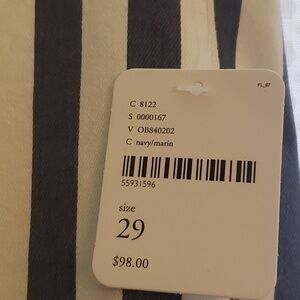 FL_07
C 8122
S 0000167
V OB840202
C navy/marin
55931596
size
29
$98.00